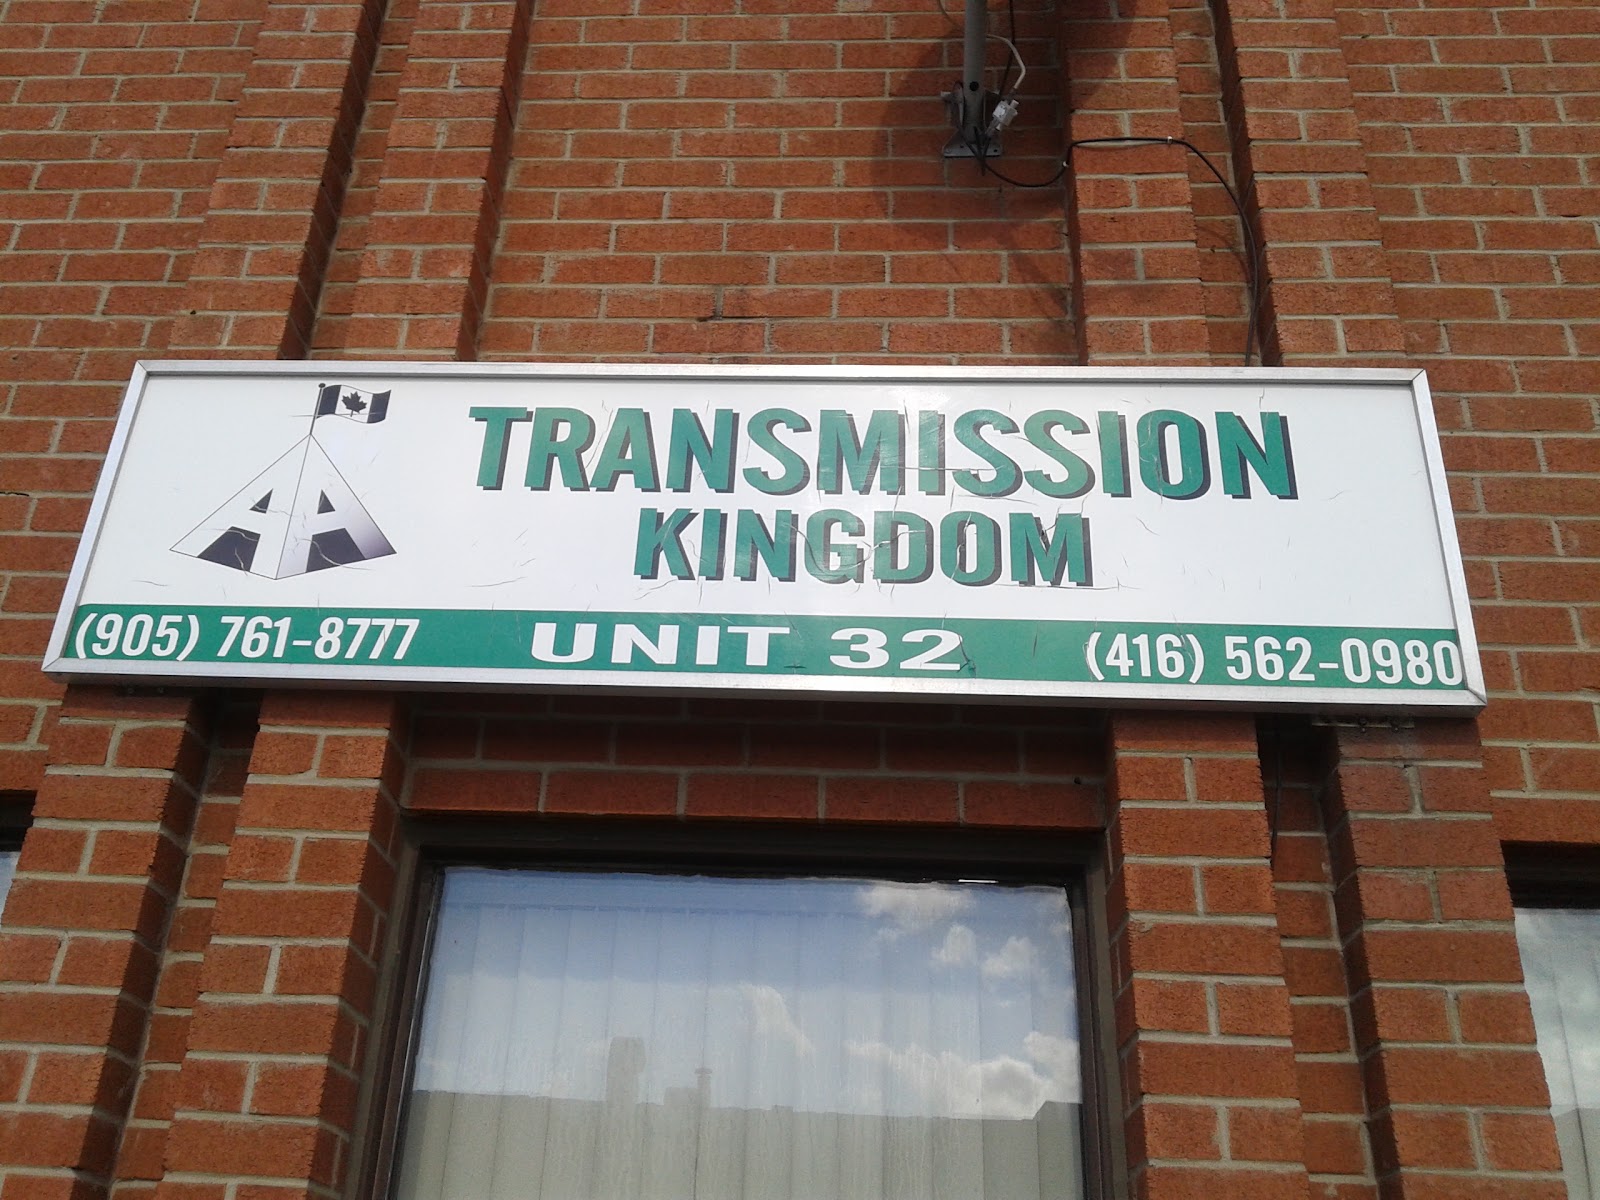 AA
TRANSMISSION
KINGDOM
(905) 761-8777 UNIT 32 (416) 562-0980